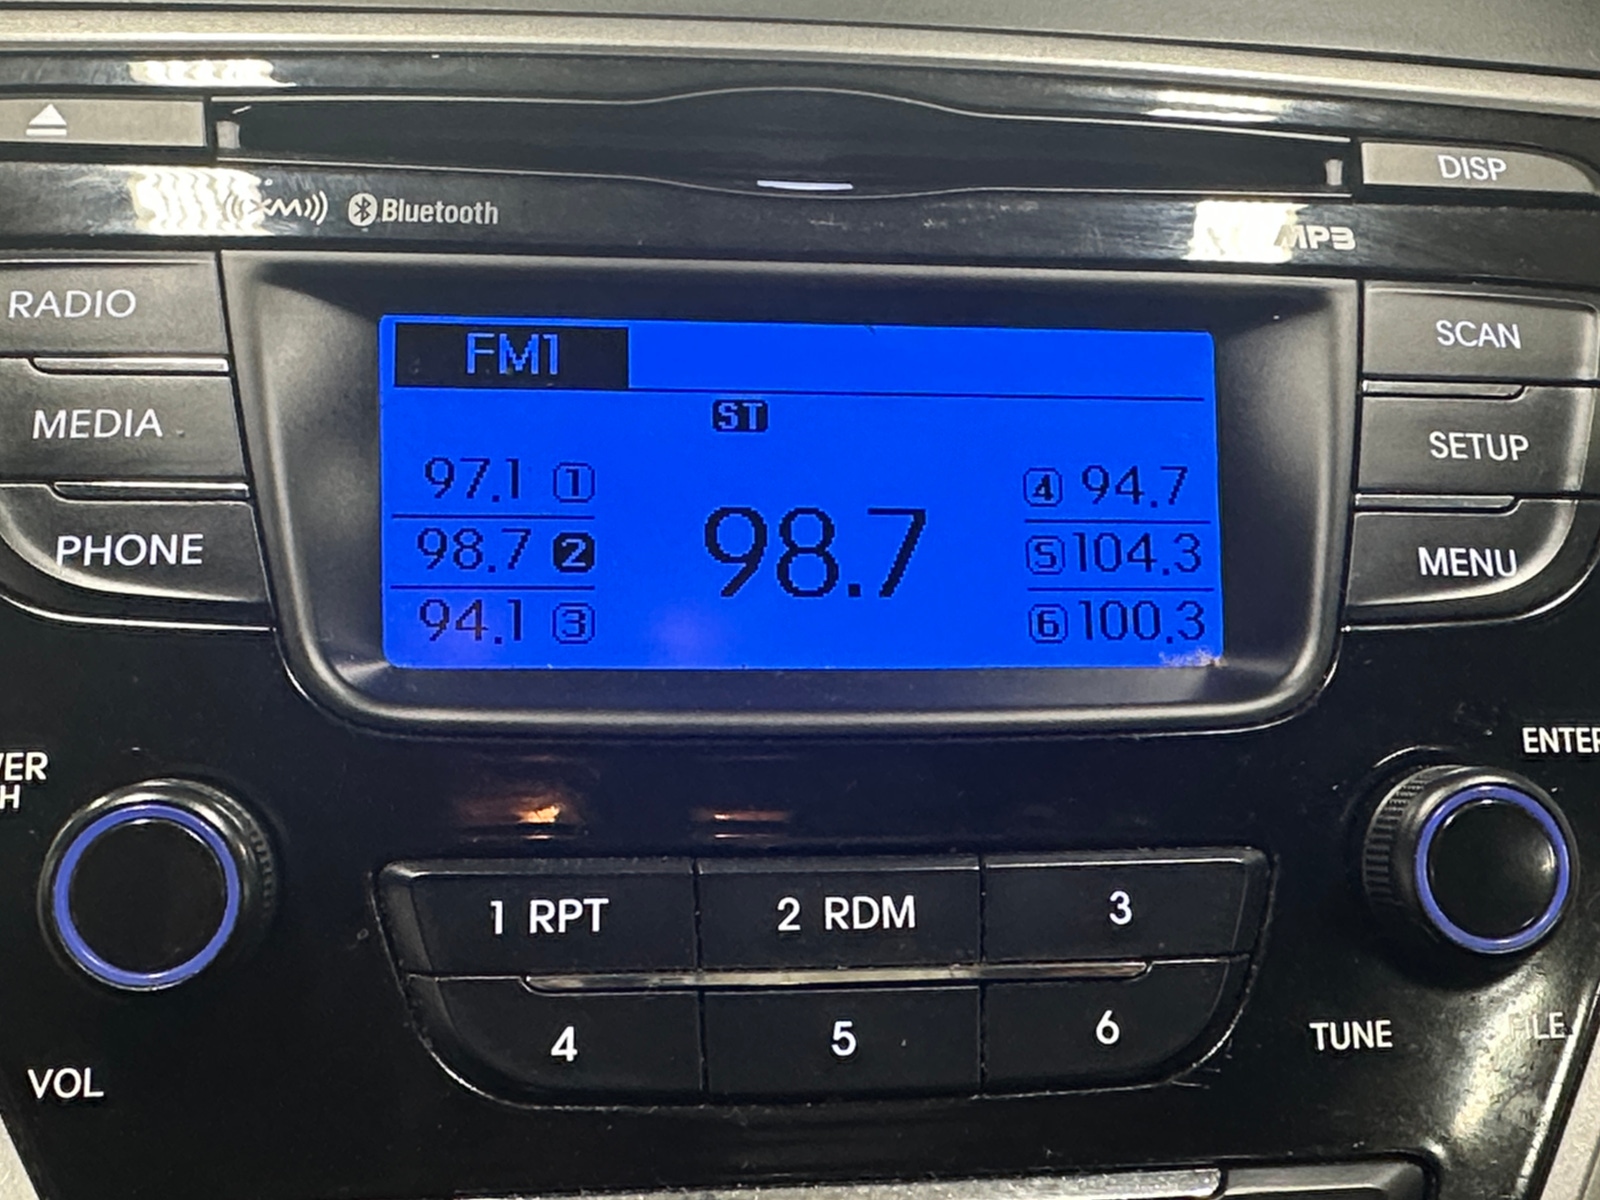 DISP
XM
Bluetooth
MP3
RADIO
MEDIA
PHONE
FM1
ST
97.1 1
98.7 2
94.1 3
98.7
4 94.7
5 104.3
6 100.3
SCAN
SETUP
MENU
ENTER
VOL
1 RPT
2 RDM
3
4
5
6
TUNE
FILE